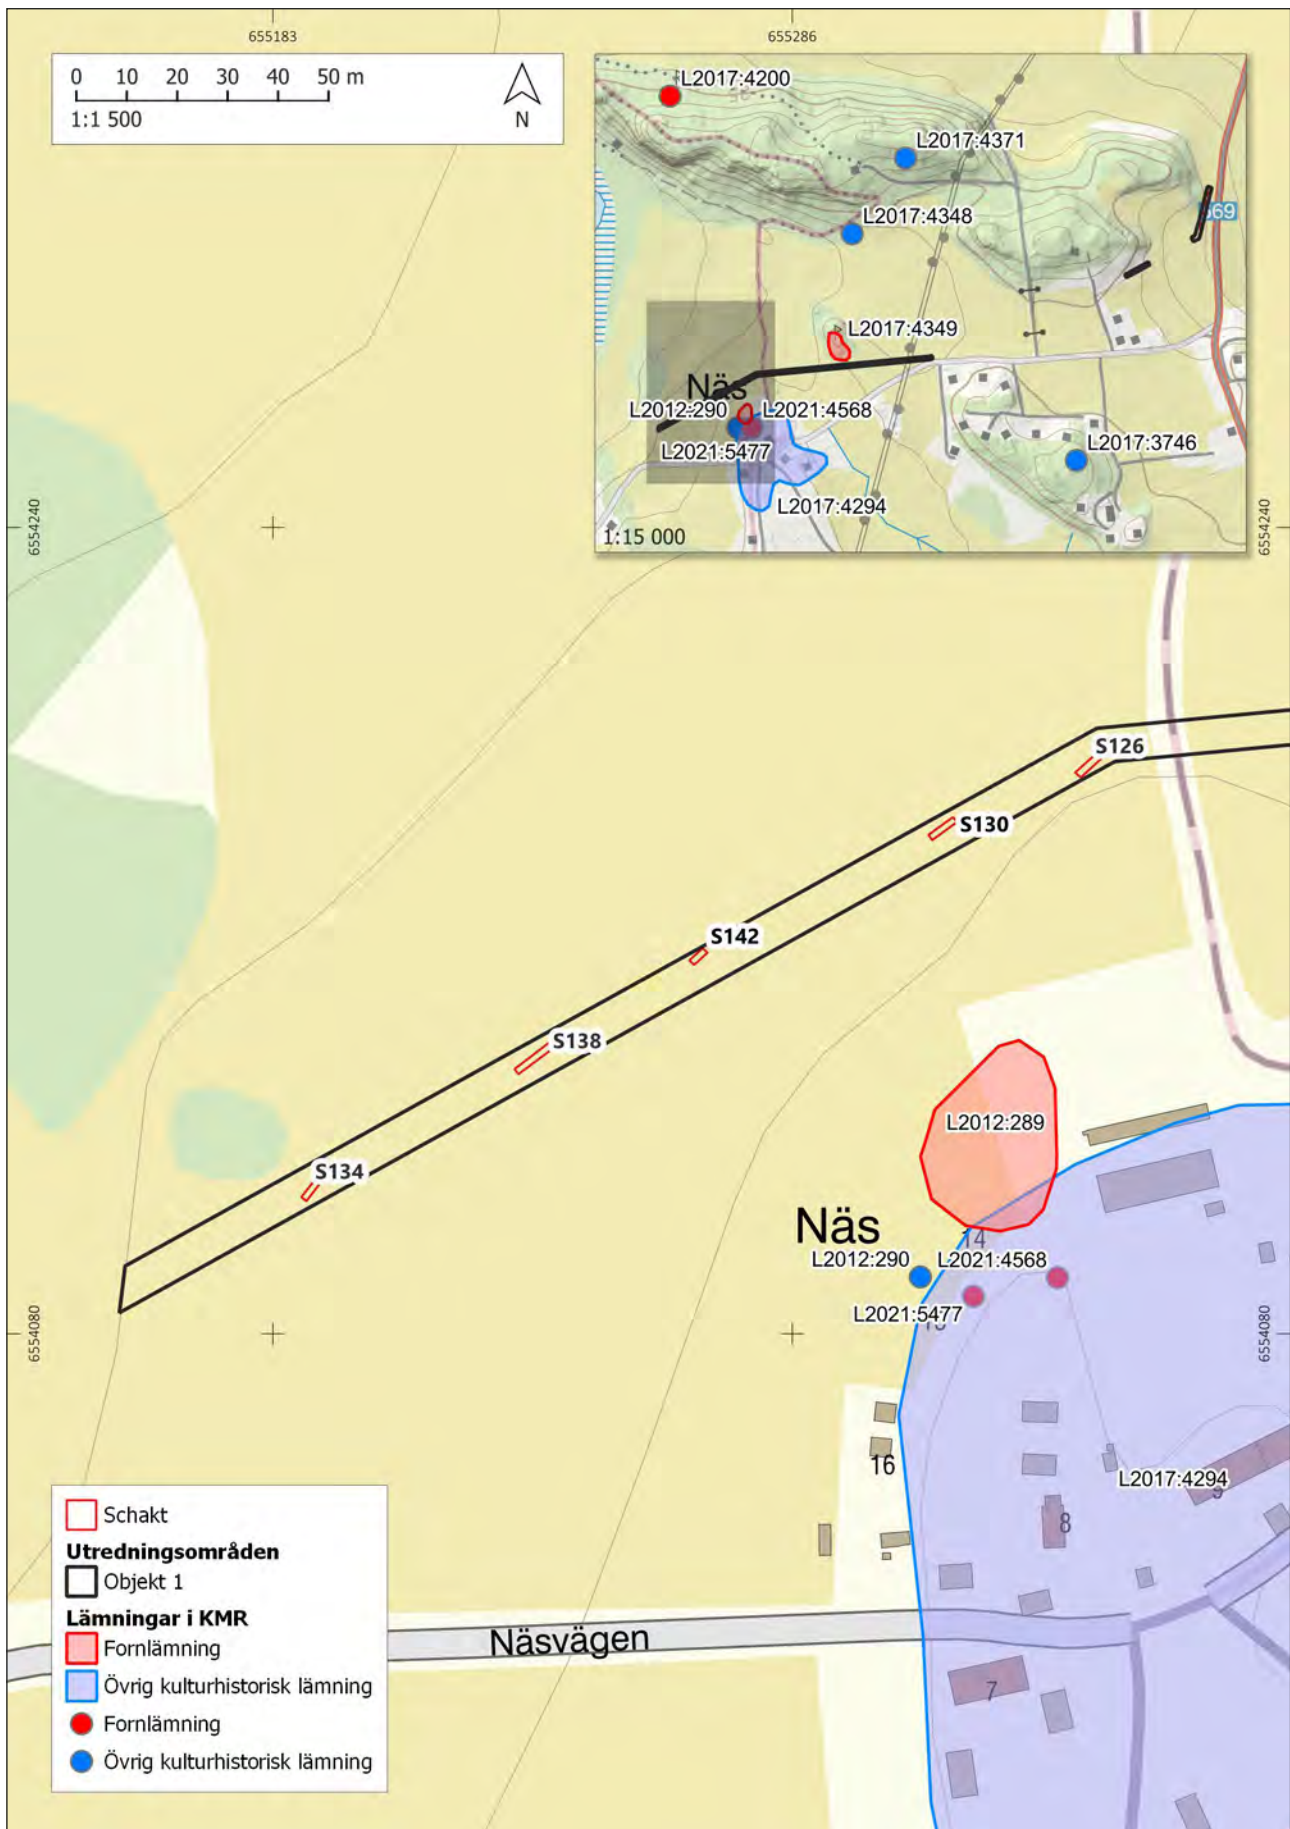 655183
655286
0 10 20 30 40 50 m
1:1 500
N
L2017:4200
L2017:4371
L2017:4348
569
L2017:4349
Näs
L2012:290
L2021:4568
L2021:5477
L2017:3746
L2017:4294
1:15 000
6554240
6554240
S126
S130
S142
S138
S134
L2012:289
Näs
14
L2012:290
L2021:4568
L2021:5477
6554080
6554080
16
L2017:4294
9
8
Schakt
Utredningsområden
Objekt 1
Lämningar i KMR
Fornlämning
Övrig kulturhistorisk lämning
Fornlämning
Övrig kulturhistorisk lämning
Näsvägen
7